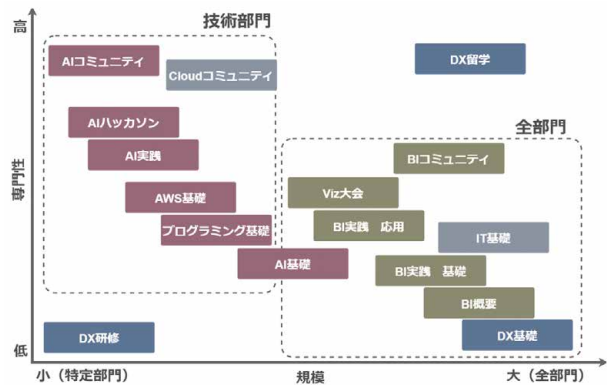 高
技術部門
AIコミュニティ
Cloudコミュニティ
DX留学
AIハッカソン
AI実践
全部門
BIコミュニティ
専門性
AWS基礎
Viz大会
プログラミング基礎
BI実践　応用
IT基礎
AI基礎
BI実践　基礎
BI概要
DX研修
DX基礎
低
小（特定部門）
規模
大（全部門）